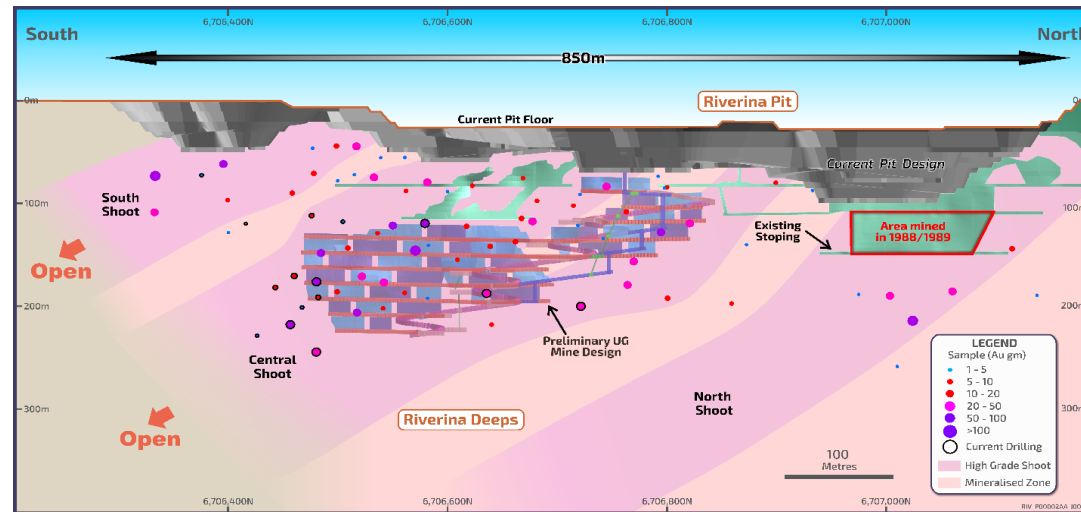 6,706,400N
6,706,600N
6,706,800N
6,707,000N
South
North
850m
0m
Riverina Pit
Current Pit Floor
Current Pit Design
South
Shoot
100m
100m
Existing
Stoping
Area mined
in 1988/1989
Open
200m
200m
Preliminary UG
Mine Design
Central
Shoot
North
Shoot
300m
300m
Riverina Deeps
Open
100
Metres
LEGEND
Sample (Au gm)
1 - 5
5 - 10
10 - 20
20 - 50
50 - 100
>100
Current Drilling
High Grade Shoot
Mineralised Zone
6,706,400N
6,706,600N
6,706,800N
6,707,000N